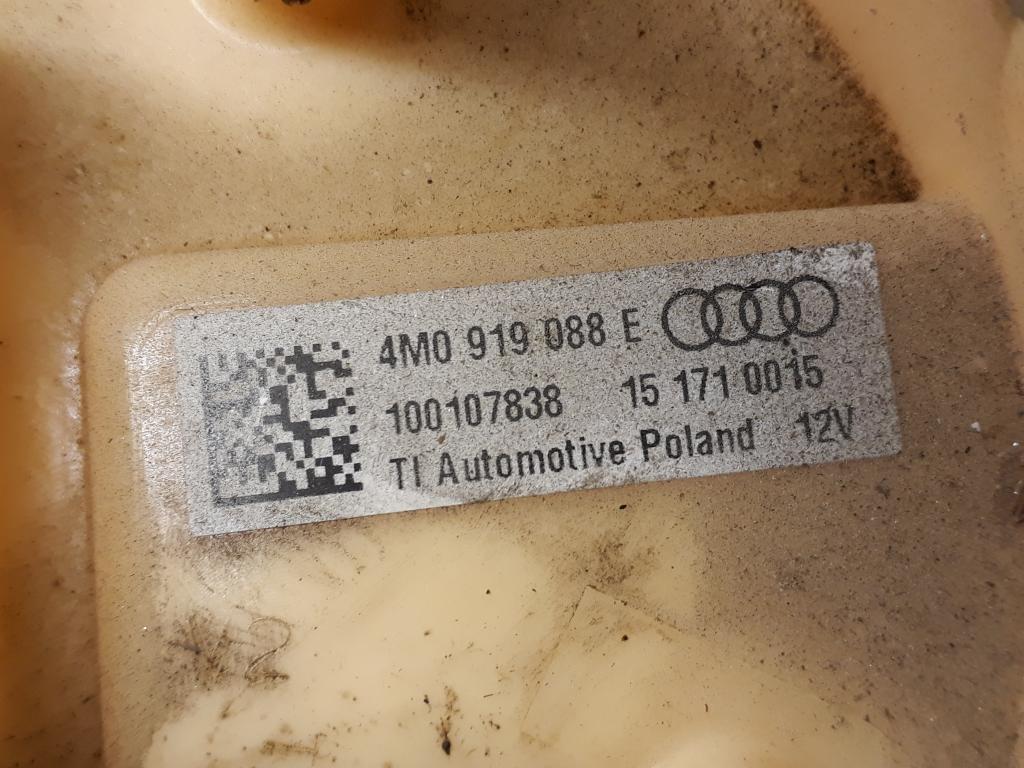 4M0 919 088 E
100107838 15 171 0015
TI Automotive Poland 12V